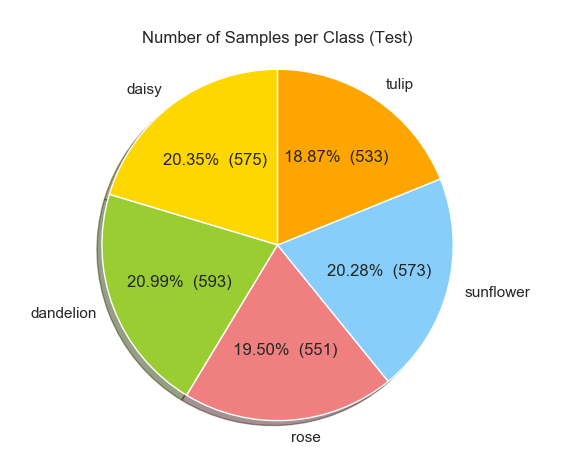 Number of Samples per Class (Test)
daisy
tulip
20.35%  (575)
18.87%  (533)
20.99%  (593)
20.28%  (573)
sunflower
dandelion
19.50%  (551)
rose